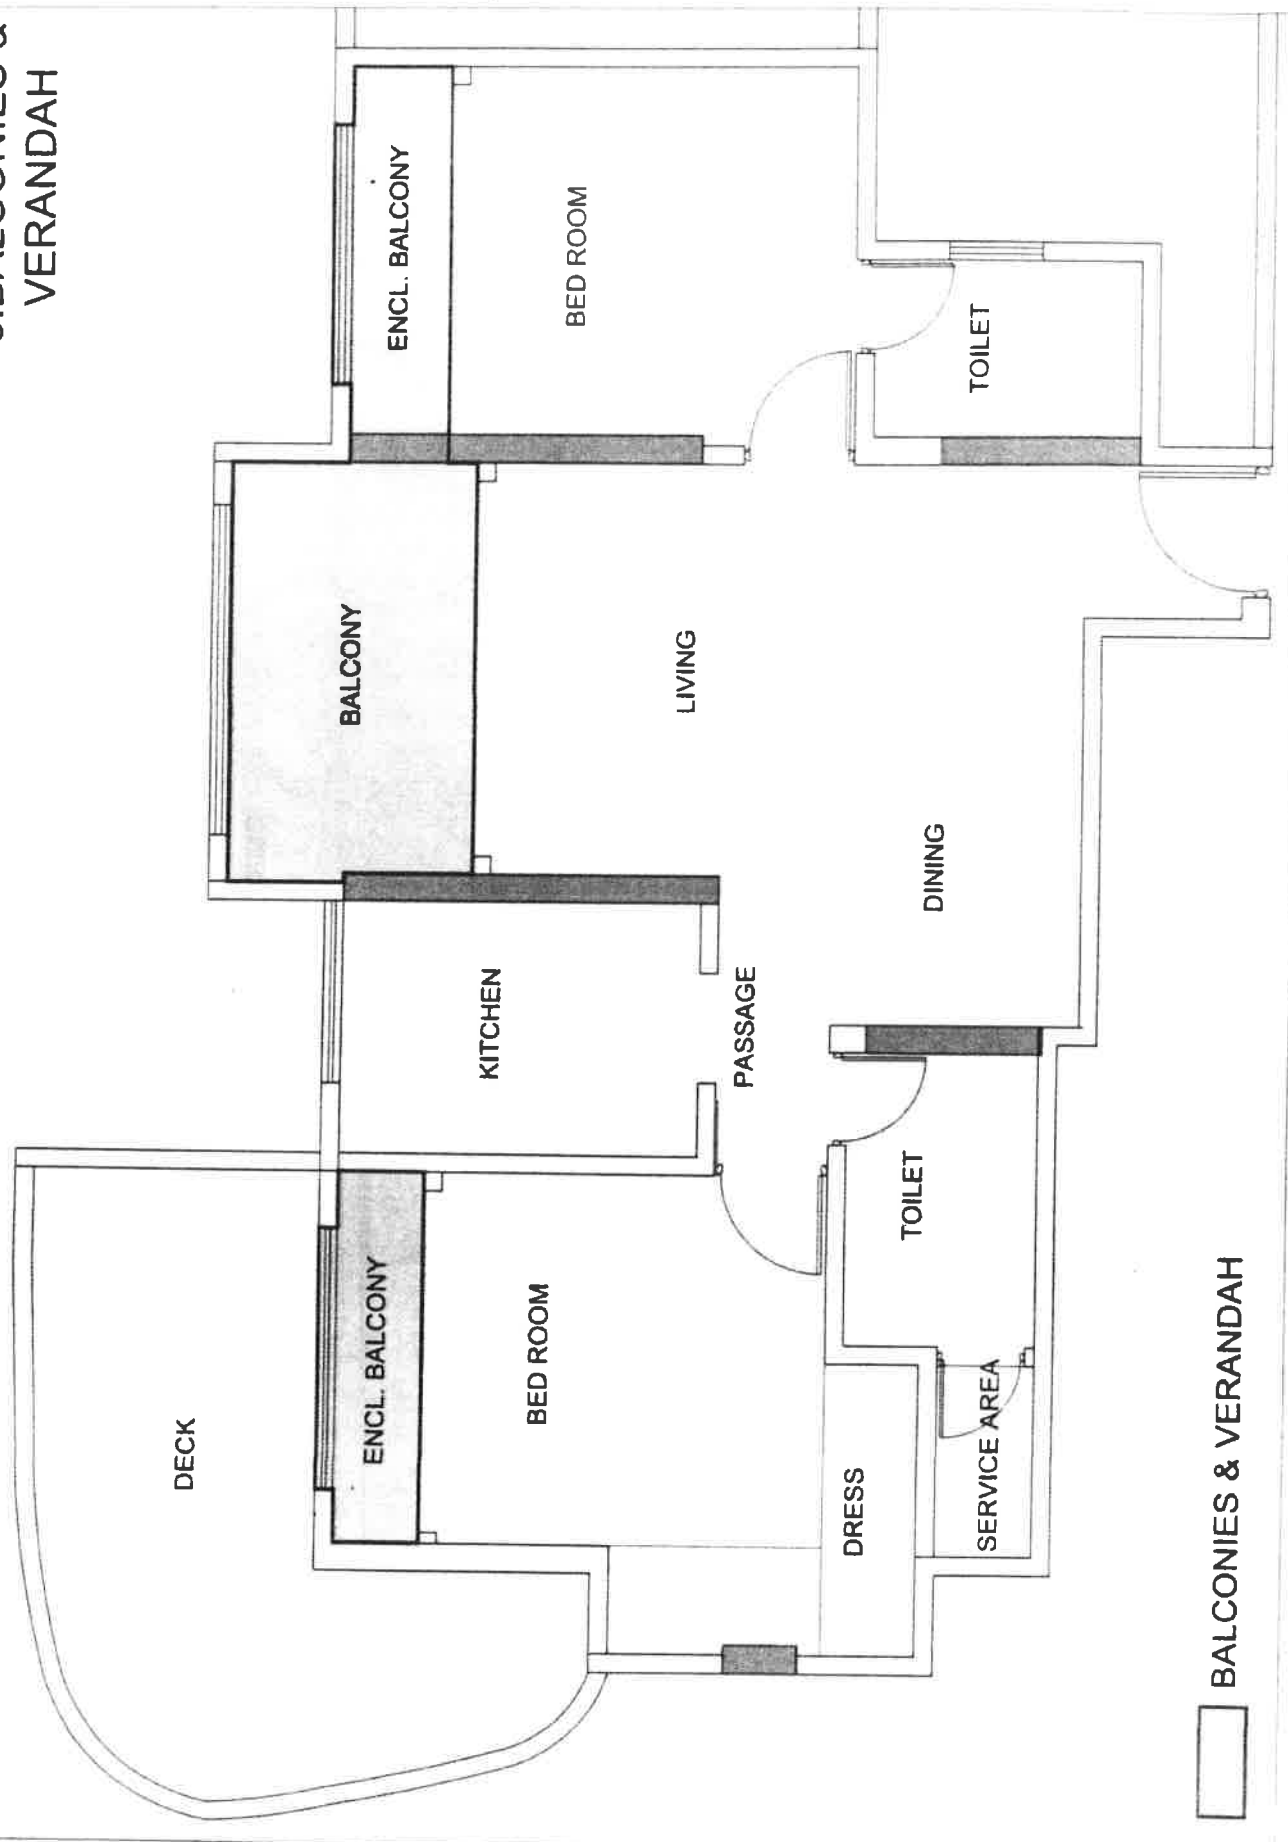 VERANDAH
DECK
ENCL. BALCONY
BED ROOM
DRESS
SERVICE AREA
TOILET
KITCHEN
PASSAGE
DINING
BALCONY
LIVING
ENCL. BALCONY
BED ROOM
TOILET
BALCONIES & VERANDAH